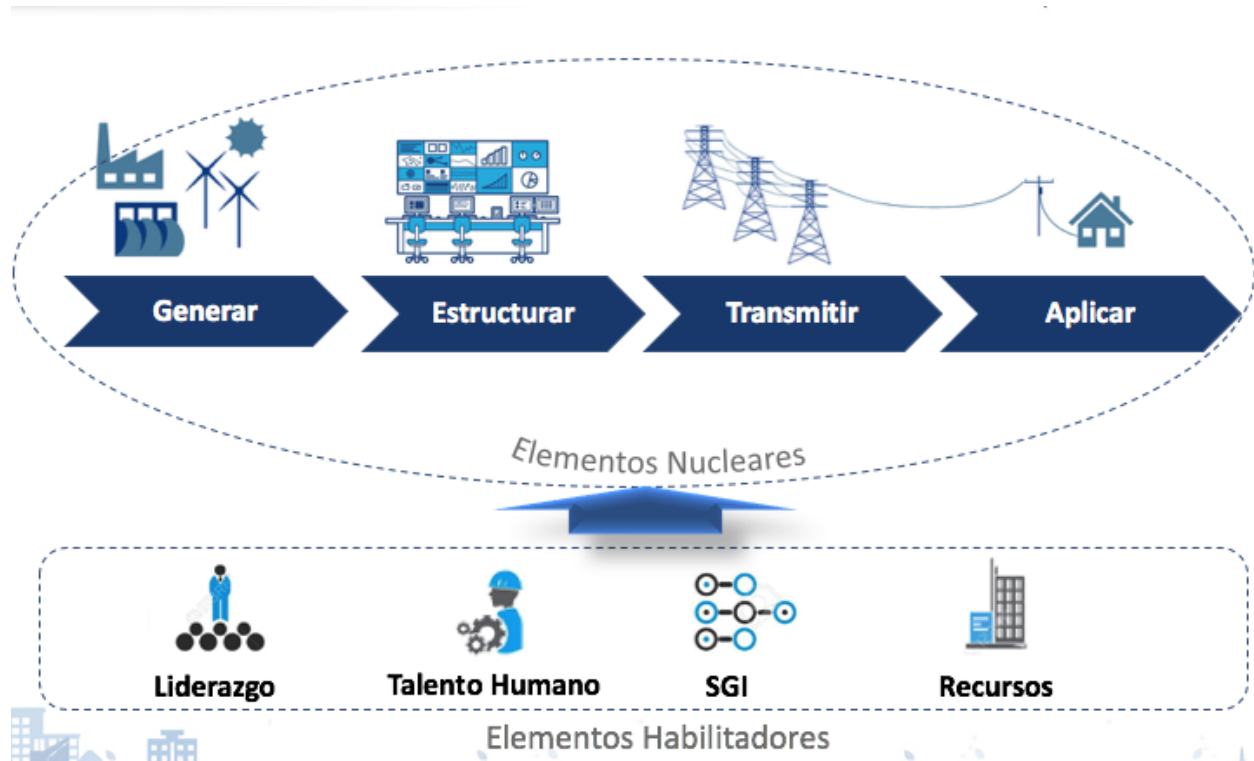 Generar
Estructurar
Transmitir
Aplicar
Elementos Nucleares
Liderazgo
Talento Humano
SGI
Recursos
Elementos Habilitadores